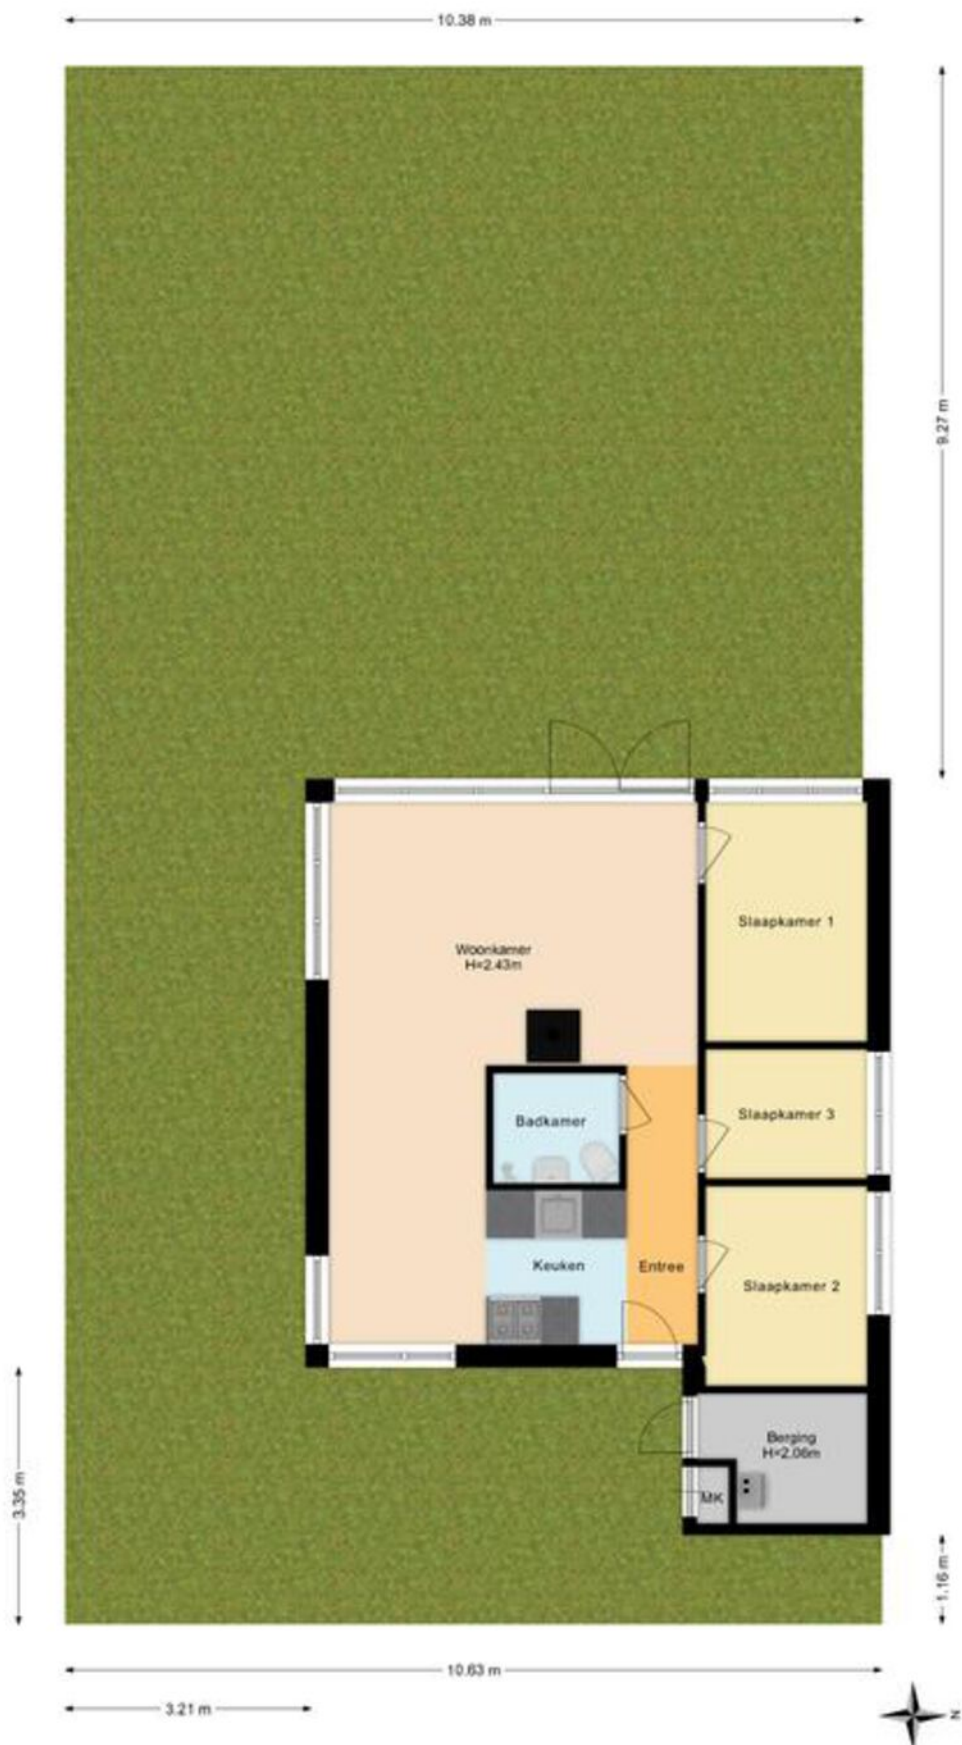 10.38 m
9.27 m
Woonkamer
H=2.43m
Slaapkamer 1
Badkamer
Slaapkamer 3
Keuken
Entree
Slaapkamer 2
Berging
H=2.06m
MK
3.35 m
1.16 m
10.63 m
3.21 m
N